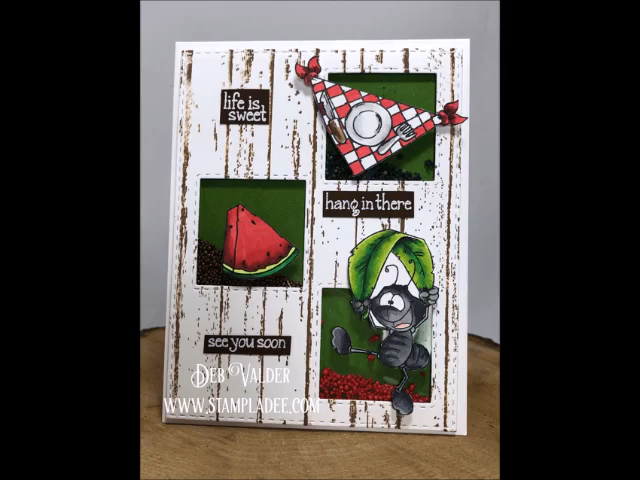 life is
sweet
hang in there
see you soon
Deb Valder
www.stampladee.com